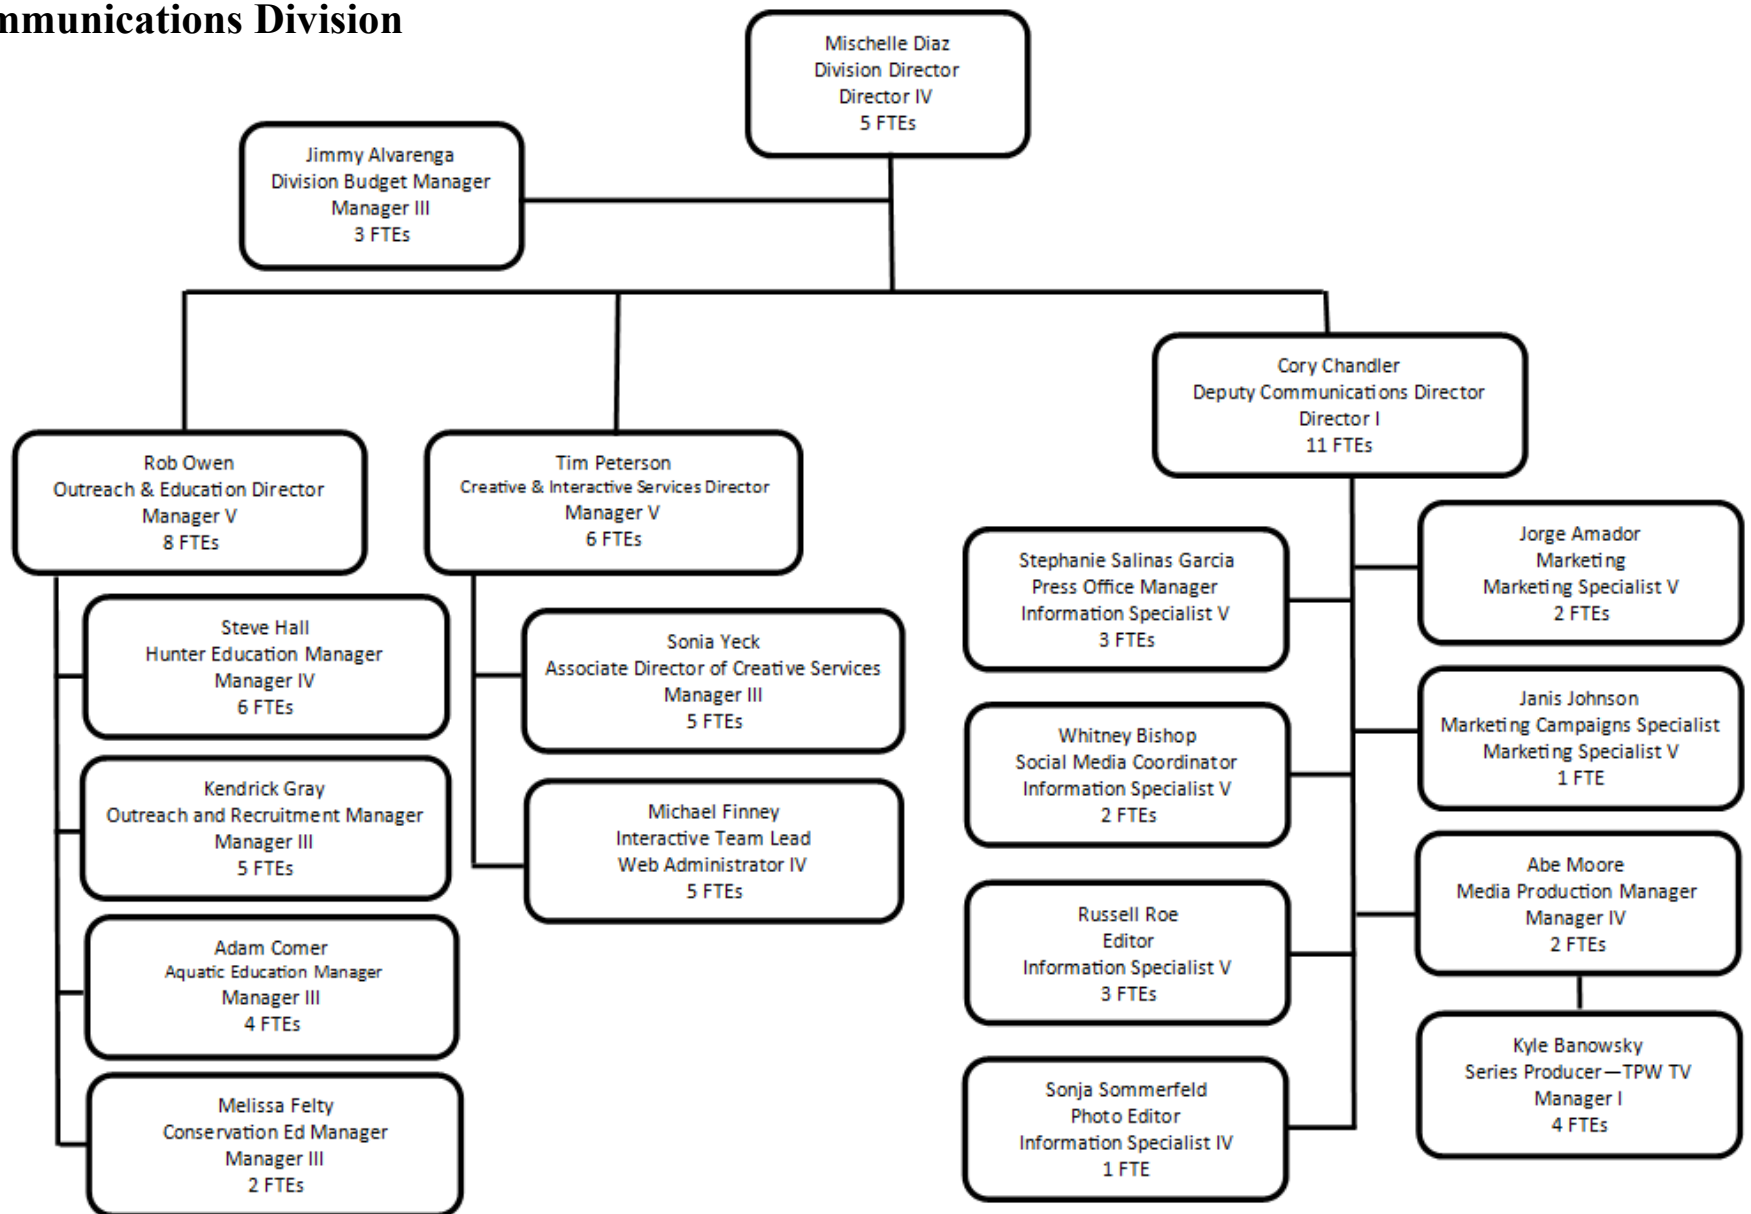 mmunications Division
Mischelle Diaz
Division Director
Director IV
5 FTEs
Jimmy Alvarenga
Division Budget Manager
Manager III
3 FTEs
Cory Chandler
Deputy Communications Director
Director I
11 FTEs
Rob Owen
Outreach & Education Director
Manager V
8 FTEs
Tim Peterson
Creative & Interactive Services Director
Manager V
6 FTEs
Steve Hall
Hunter Education Manager
Manager IV
6 FTEs
Kendrick Gray
Outreach and Recruitment Manager
Manager III
5 FTEs
Adam Comer
Aquatic Education Manager
Manager III
4 FTEs
Melissa Felty
Conservation Ed Manager
Manager III
2 FTEs
Sonia Yeck
Associate Director of Creative Services
Manager III
5 FTEs
Michael Finney
Interactive Team Lead
Web Administrator IV
5 FTEs
Stephanie Salinas Garcia
Press Office Manager
Information Specialist V
3 FTEs
Whitney Bishop
Social Media Coordinator
Information Specialist V
2 FTEs
Russell Roe
Editor
Information Specialist V
3 FTEs
Sonja Sommerfeld
Photo Editor
Information Specialist IV
1 FTE
Jorge Amador
Marketing
Marketing Specialist V
2 FTEs
Janis Johnson
Marketing Campaigns Specialist
Marketing Specialist V
1 FTE
Abe Moore
Media Production Manager
Manager IV
2 FTEs
Kyle Banowsky
Series Producer—TPW TV
Manager I
4 FTEs